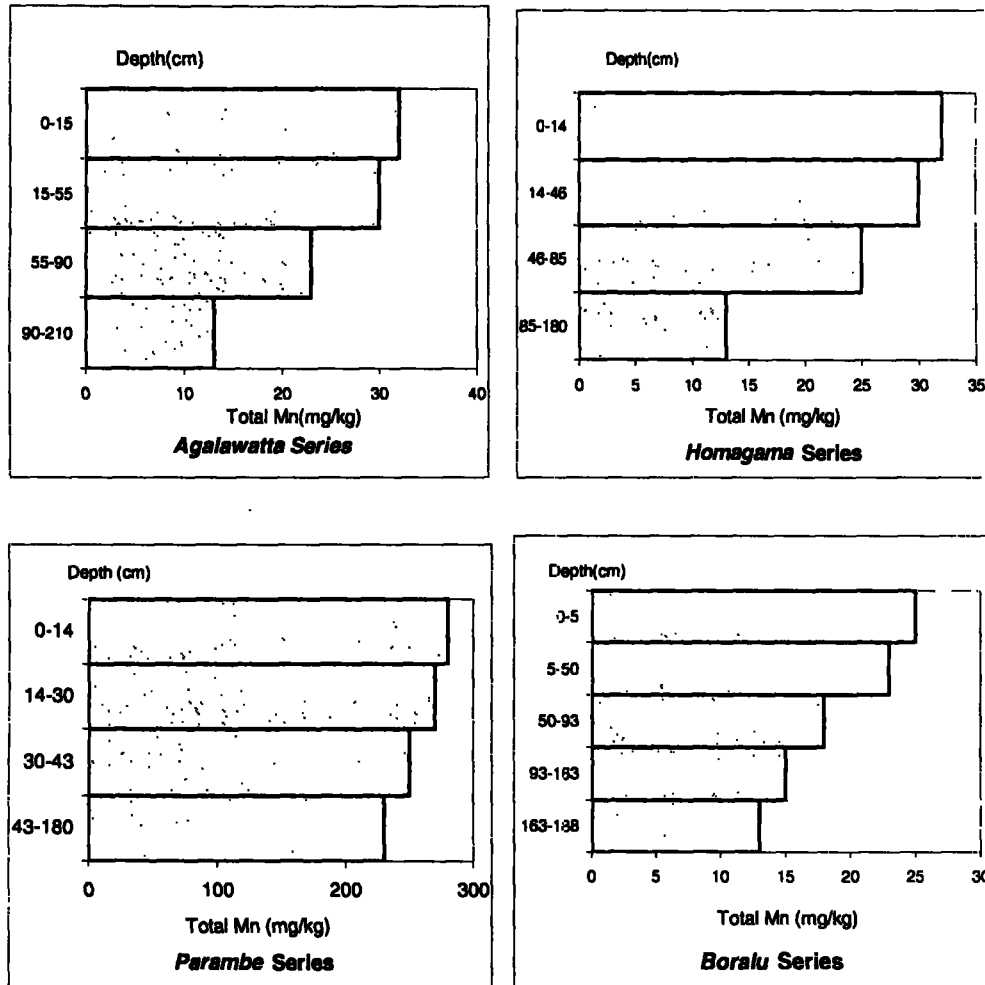 Depth(cm)
0-15
15-55
55-90
90-210
0 10 20 30 40
Total Mn(mg/kg)
Agalawatta Series
Depth(cm)
0-14
14-46
46-85
85-180
0 5 10 15 20 25 30 35
Total Mn (mg/kg)
Homagama Series
Depth (cm)
0-14
14-30
30-43
43-180
0 100 200 300
Total Mn (mg/kg)
Parambe Series
Depth(cm)
0-5
5-50
50-93
93-163
163-188
0 5 10 15 20 25 30
Total Mn (mg/kg)
Boralu Series